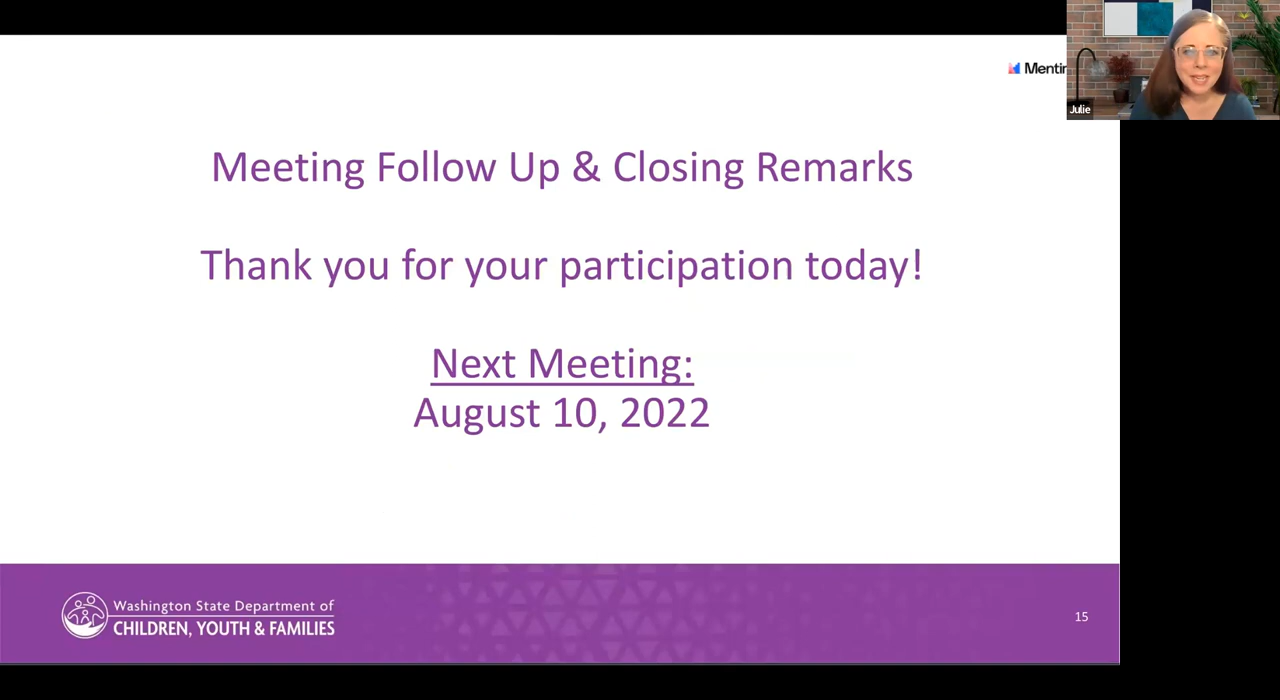 Mentir
Julie
Meeting Follow Up & Closing Remarks
Thank you for your participation today!
Next Meeting:
August 10, 2022
Washington State Department of
CHILDREN, YOUTH & FAMILIES
15